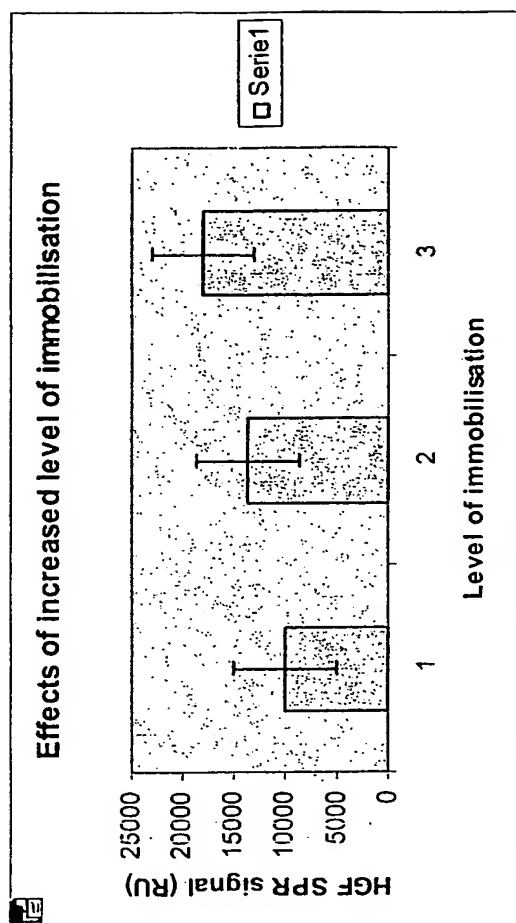 Effects of increased level of immobilisation
HGF SPR signal (RU)
25000
20000
15000
10000
5000
0
1
2
3
Level of immobilisation
Serie1